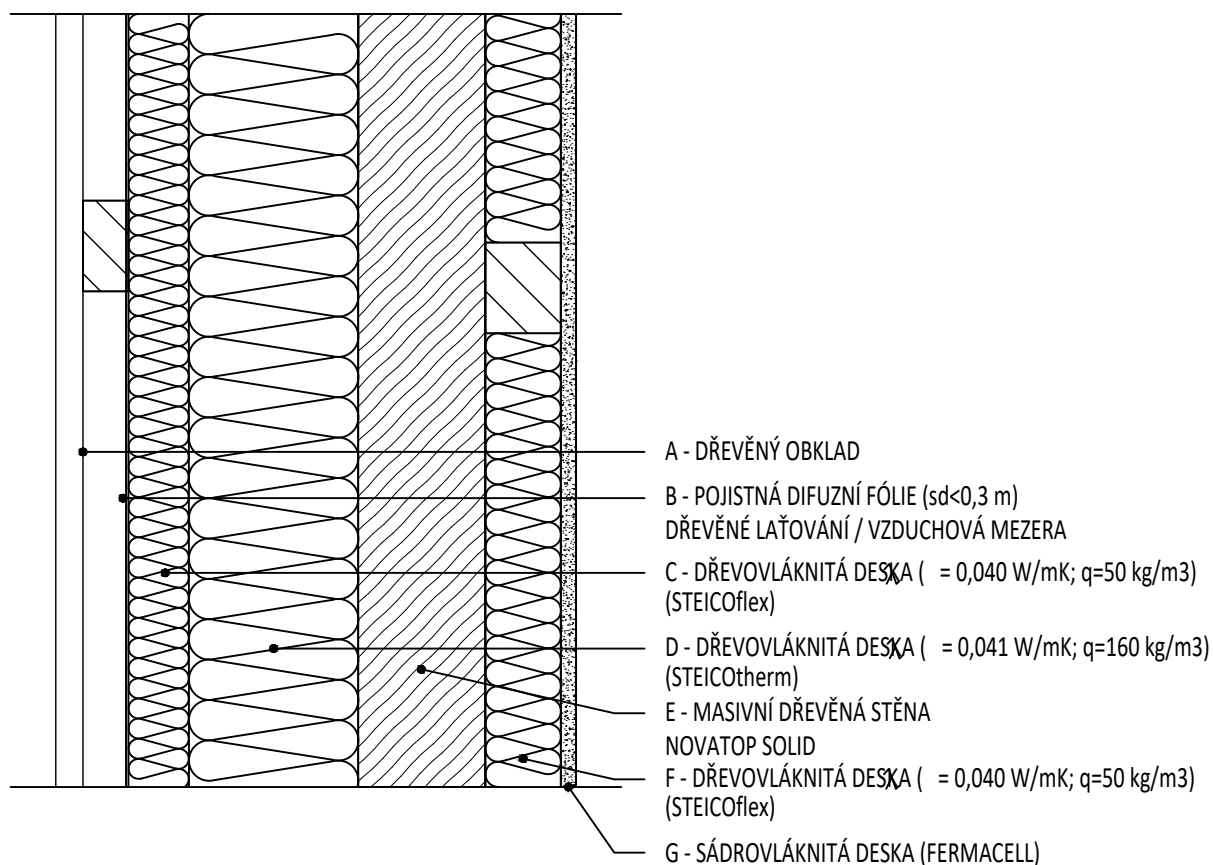 A - DŘEVĚNÝ OBKLAD
B - POJISTNÁ DIFUZNÍ FÓLIE (sd<0,3 m)
DŘEVĚNÉ LAŤOVÁNÍ / VZDUCHOVÁ MEZERA
C - DŘEVOVLÁKNITÁ DESKA (λ = 0,040 W/mK; q=50 kg/m3)
(STEICOflex)
D - DŘEVOVLÁKNITÁ DESKA (λ = 0,041 W/mK; q=160 kg/m3)
(STEICOtherm)
E - MASIVNÍ DŘEVĚNÁ STĚNA
NOVATOP SOLID
F - DŘEVOVLÁKNITÁ DESKA (λ = 0,040 W/mK; q=50 kg/m3)
(STEICOflex)
G - SÁDROVLÁKNITÁ DESKA (FERMACELL)